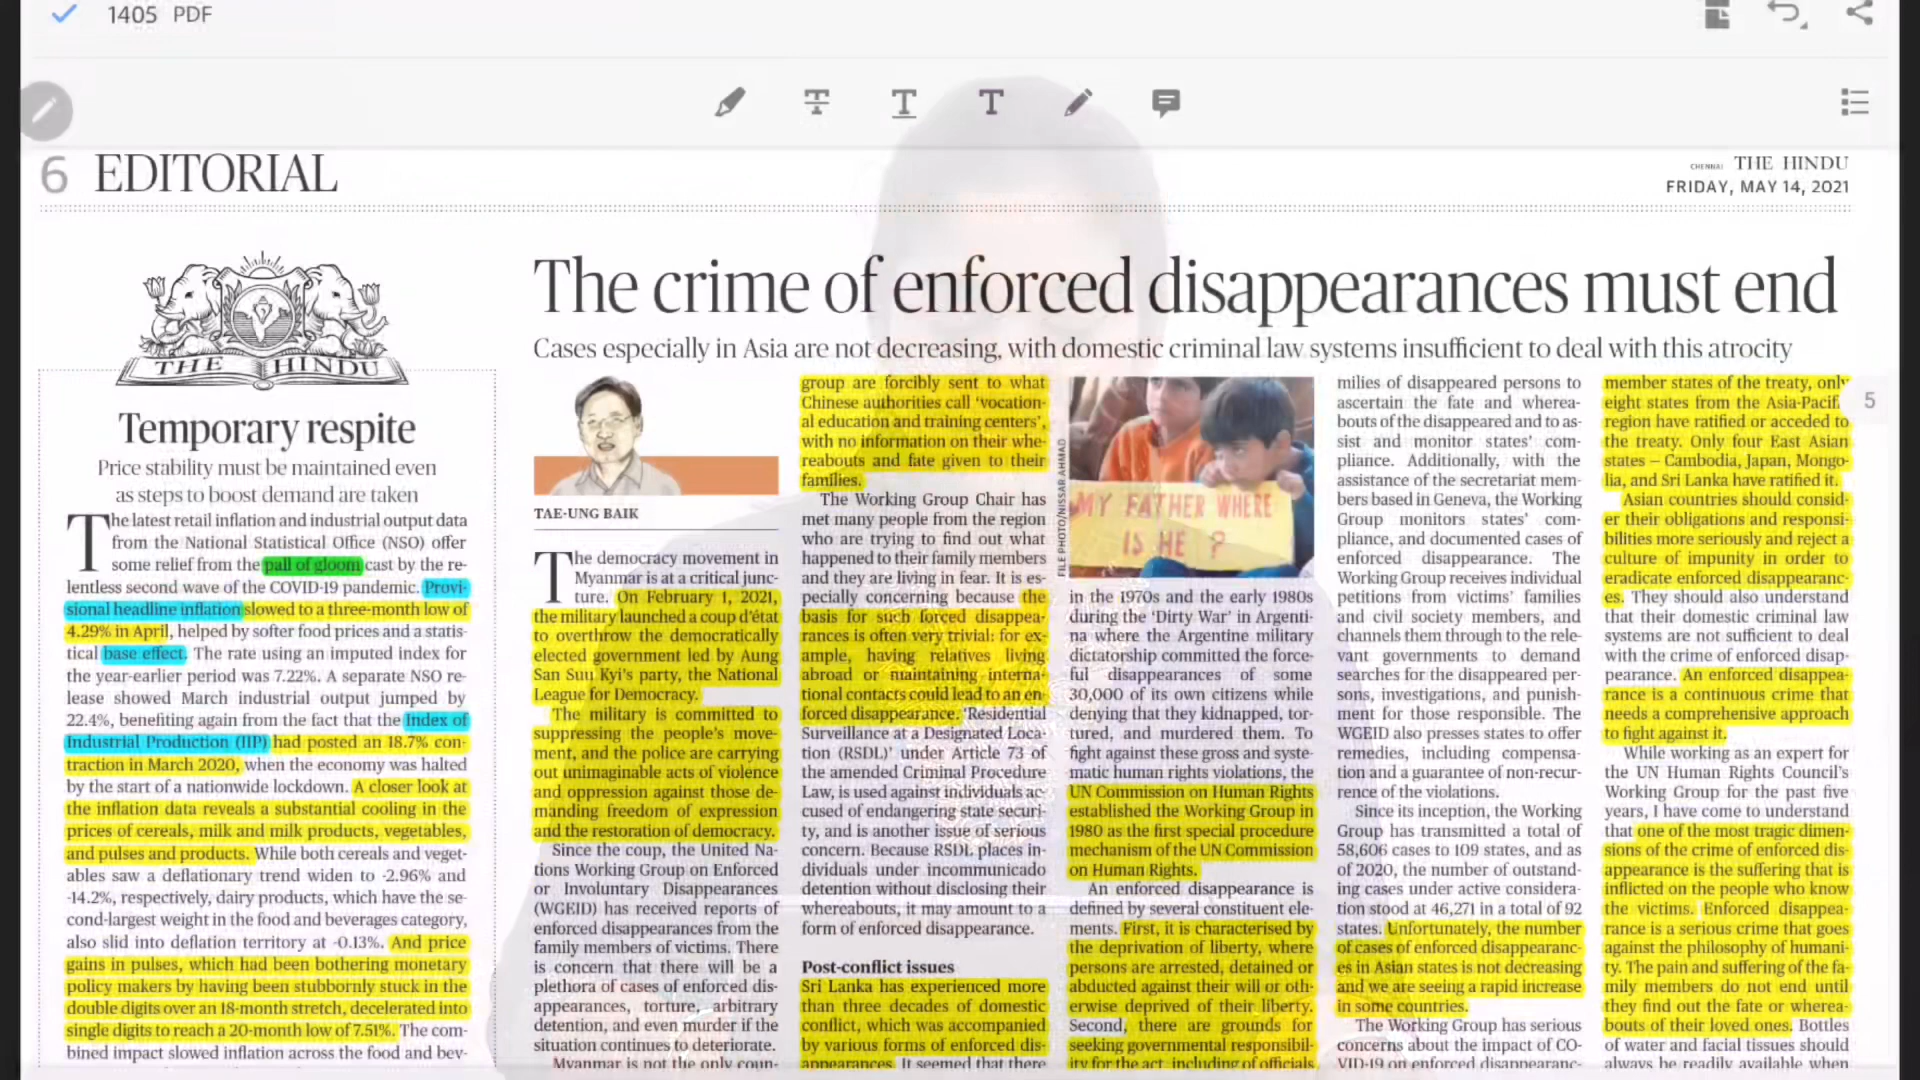 1405 PDF
6 EDITORIAL
CHENNAI THE HINDU
FRIDAY, MAY 14, 2021
THE HINDU
Temporary respite
Price stability must be maintained even
as steps to boost demand are taken
The latest retail inflation and industrial output data
from the National Statistical Office (NSO) offer
some relief from the pall of gloom cast by the re-
lentless second wave of the COVID-19 pandemic. Provi-
sional headline inflation slowed to a three-month low of
4.29% in April, helped by softer food prices and a statis-
tical base effect. The rate using an imputed index for
the year-earlier period was 7.22%. A separate NSO re-
lease showed March industrial output jumped by
22.4%, benefiting again from the fact that the Index of
Industrial Production (IIP) had posted an 18.7% con-
traction in March 2020, when the economy was halted
by the start of a nationwide lockdown. A closer look at
the inflation data reveals a substantial cooling in the
prices of cereals, milk and milk products, vegetables,
and pulses and products. While both cereals and veget-
ables saw a deflationary trend widen to -2.96% and
-14.2%, respectively, dairy products, which have the se-
cond-largest weight in the food and beverages category,
also slid into deflation territory at -0.13%. And price
gains in pulses, which had been bothering monetary
policy makers by having been stubbornly stuck in the
double digits over an 18-month stretch, decelerated into
single digits to reach a 20-month low of 7.51%. The com-
bined impact slowed inflation across the food and bev-
The crime of enforced disappearances must end
Cases especially in Asia are not decreasing, with domestic criminal law systems insufficient to deal with this atrocity
TAE-UNG BAIK
The democracy movement in
Myanmar is at a critical junc-
ture. On February 1, 2021,
the military launched a coup d'état
to overthrow the democratically
elected government led by Aung
San Suu Kyi's party, the National
League for Democracy.
The military is committed to
suppressing the people's move-
ment, and the police are carrying
out unimaginable acts of violence
and oppression against those de-
manding freedom of expression
and the restoration of democracy.
Since the coup, the United Na-
tions Working Group on Enforced
or Involuntary Disappearances
(WGEID) has received reports of
enforced disappearances from the
family members of victims. There
is concern that there will be a
plethora of cases of enforced dis-
appearances, torture, arbitrary
detention, and even murder if the
situation continues to deteriorate.
Myanmar is not the only coun-
group are forcibly sent to what
Chinese authorities call 'vocation-
al education and training centers',
with no information on their whe-
reabouts and fate given to their
families.
The Working Group Chair has
met many people from the region
who are trying to find out what
happened to their family members
and they are living in fear. It is es-
pecially concerning because the
basis for such forced disappea-
rances is often very trivial: for ex-
ample, having relatives living
abroad or maintaining interna-
tional contacts could lead to an en-
forced disappearance. 'Residential
Surveillance at a Designated Loca-
tion (RSDL)' under Article 73 of
the amended Criminal Procedure
Law, is used against individuals ac-
cused of endangering state securi-
ty, and is another issue of serious
concern. Because RSDL places in-
dividuals under incommunicado
detention without disclosing their
whereabouts, it may amount to a
form of enforced disappearance.
Post-conflict issues
Sri Lanka has experienced more
than three decades of domestic
conflict, which was accompanied
by various forms of enforced dis-
appearances. It seemed that there
FILE PHOTO/NISSAR AHMAD
MY FATHER WHERE
IS HE ?
in the 1970s and the early 1980s
during the 'Dirty War' in Argenti-
na where the Argentine military
dictatorship committed the force-
ful disappearances of some
30,000 of its own citizens while
denying that they kidnapped, tor-
tured, and murdered them. To
fight against these gross and syste-
matic human rights violations, the
UN Commission on Human Rights
established the Working Group in
1980 as the first special procedure
mechanism of the UN Commission
on Human Rights.
An enforced disappearance is
defined by several constituent ele-
ments. First, it is characterised by
the deprivation of liberty, where
persons are arrested, detained or
abducted against their will or oth-
erwise deprived of their liberty.
Second, there are grounds for
seeking governmental responsibil-
ity for the act, including of officials
milies of disappeared persons to
ascertain the fate and wherea-
bouts of the disappeared and to as-
sist and monitor states' com-
pliance. Additionally, with the
assistance of the secretariat mem-
bers based in Geneva, the Working
Group monitors states' com-
pliance, and documented cases of
enforced disappearance. The
Working Group receives individual
petitions from victims' families
and civil society members, and
channels them through to the rele-
vant governments to demand
searches for the disappeared per-
sons, investigations, and punish-
ment for those responsible. The
WGEID also presses states to offer
remedies, including compensa-
tion and a guarantee of non-recur-
rence of the violations.
Since its inception, the Working
Group has transmitted a total of
58,606 cases to 109 states, and as
of 2020, the number of outstand-
ing cases under active considera-
tion stood at 46,271 in a total of 92
states. Unfortunately, the number
of cases of enforced disappearanc-
es in Asian states is not decreasing
and we are seeing a rapid increase
in some countries.
The Working Group has serious
concerns about the impact of CO-
VID-19 on enforced disappearanc-
member states of the treaty, only
eight states from the Asia-Pacif
region have ratified or acceded to
the treaty. Only four East Asian
states – Cambodia, Japan, Mongo-
lia, and Sri Lanka have ratified it.
Asian countries should consid-
er their obligations and responsi-
bilities more seriously and reject a
culture of impunity in order to
eradicate enforced disappearanc-
es. They should also understand
that their domestic criminal law
systems are not sufficient to deal
with the crime of enforced disap-
pearance. An enforced disappea-
rance is a continuous crime that
needs a comprehensive approach
to fight against it.
While working as an expert for
the UN Human Rights Council's
Working Group for the past five
years, I have come to understand
that one of the most tragic dimen-
sions of the crime of enforced dis-
appearance is the suffering that is
inflicted on the people who know
the victims. Enforced disappea-
rance is a serious crime that goes
against the philosophy of humani-
ty. The pain and suffering of the fa-
mily members do not end until
they find out the fate or wherea-
bouts of their loved ones. Bottles
of water and facial tissues should
always be readily available when
5